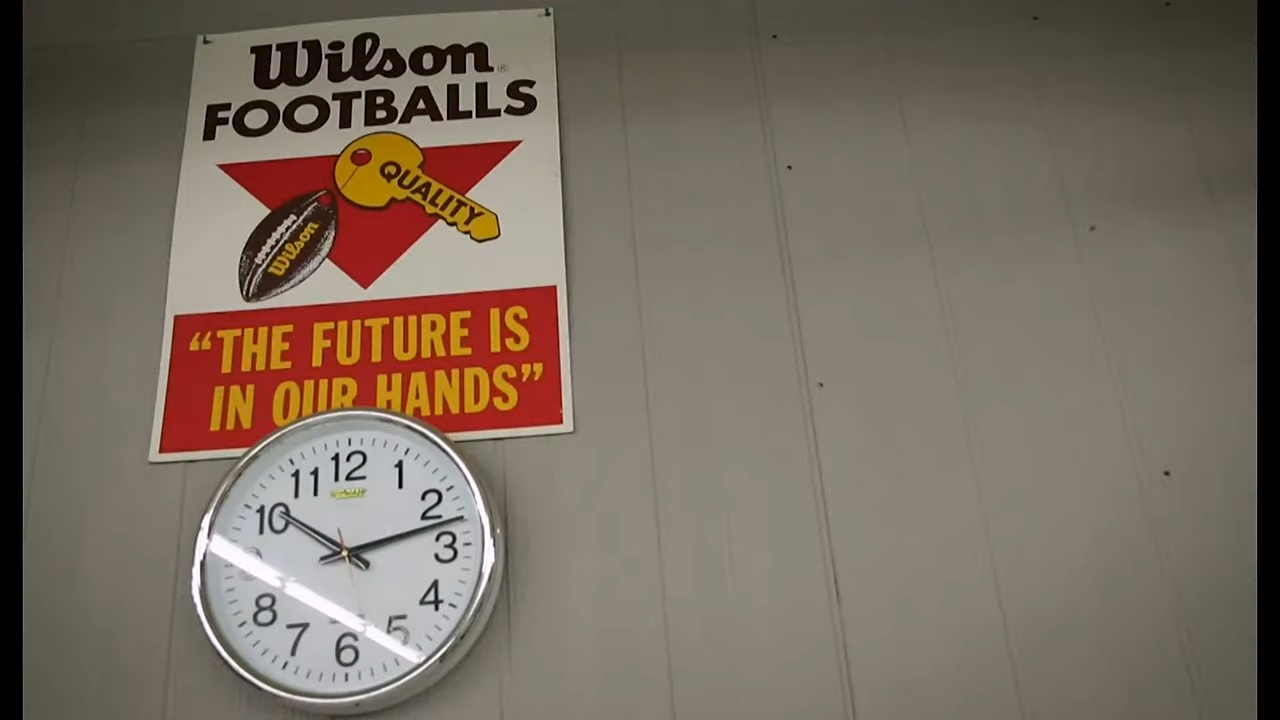 Wilson®
FOOTBALLS
QUALITY
Wilson
“THE FUTURE IS
IN OUR HANDS”
12
11
1
10
2
9
3
8
4
7
5
6